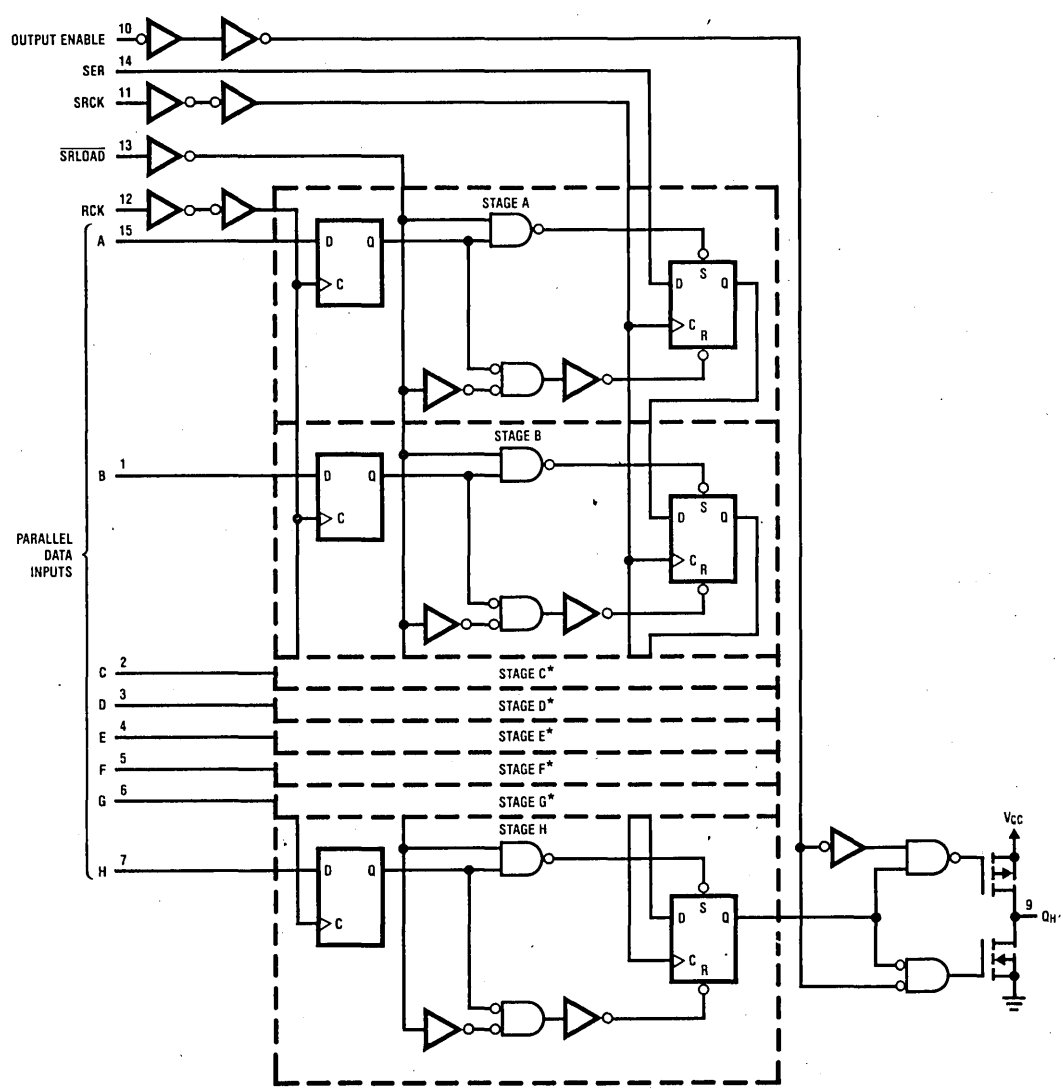 OUTPUT ENABLE 10
SER 14
SRCK 11
SRLOAD 13
RCK 12
A 15
STAGE A
D Q
C
S
D Q
C
R
STAGE B
B 1
D Q
C
S
D Q
C
R
PARALLEL
DATA
INPUTS
C 2
STAGE C*
D 3
STAGE D*
E 4
STAGE E*
F 5
STAGE F*
G 6
STAGE G*
STAGE H
H 7
D Q
C
S
D Q
C
R
VCC
9 QH'